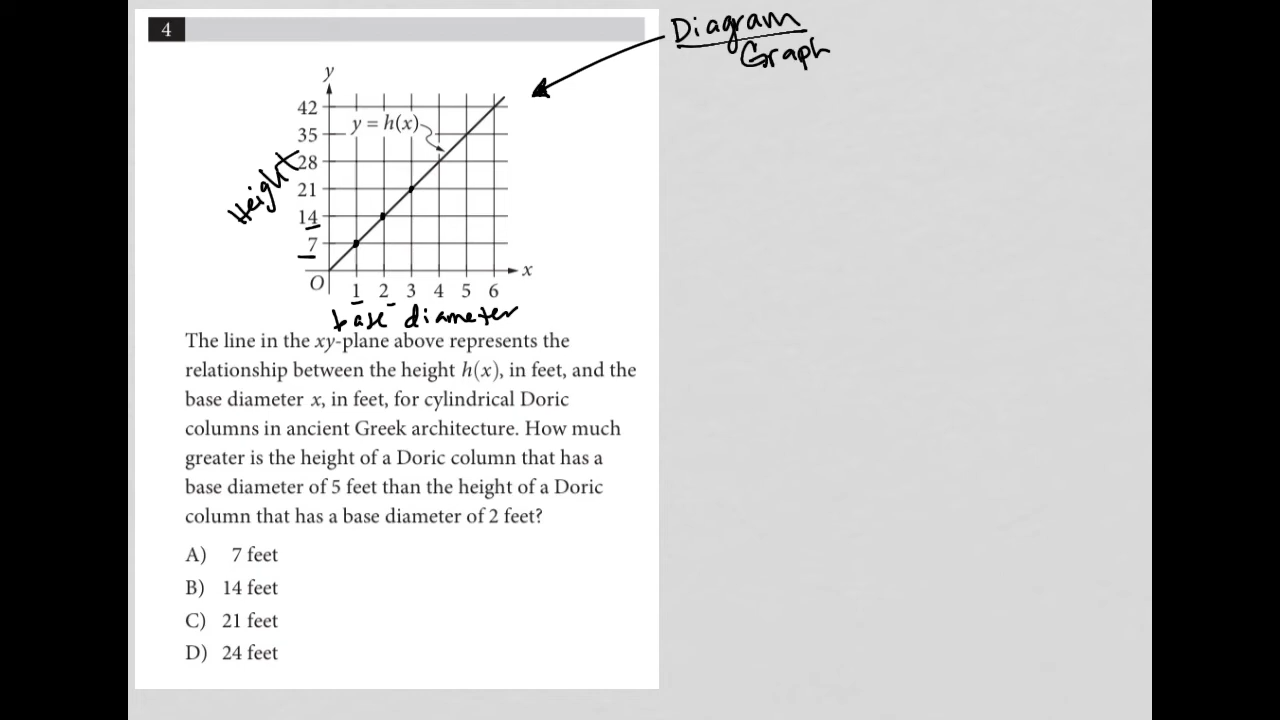 4
Diagram
Graph
y
42
35
28
21
14
7
y = h(x)
Height
O
1 2 3 4 5 6
x
base diameter
The line in the xy-plane above represents the
relationship between the height h(x), in feet, and the
base diameter x, in feet, for cylindrical Doric
columns in ancient Greek architecture. How much
greater is the height of a Doric column that has a
base diameter of 5 feet than the height of a Doric
column that has a base diameter of 2 feet?
A) 7 feet
B) 14 feet
C) 21 feet
D) 24 feet